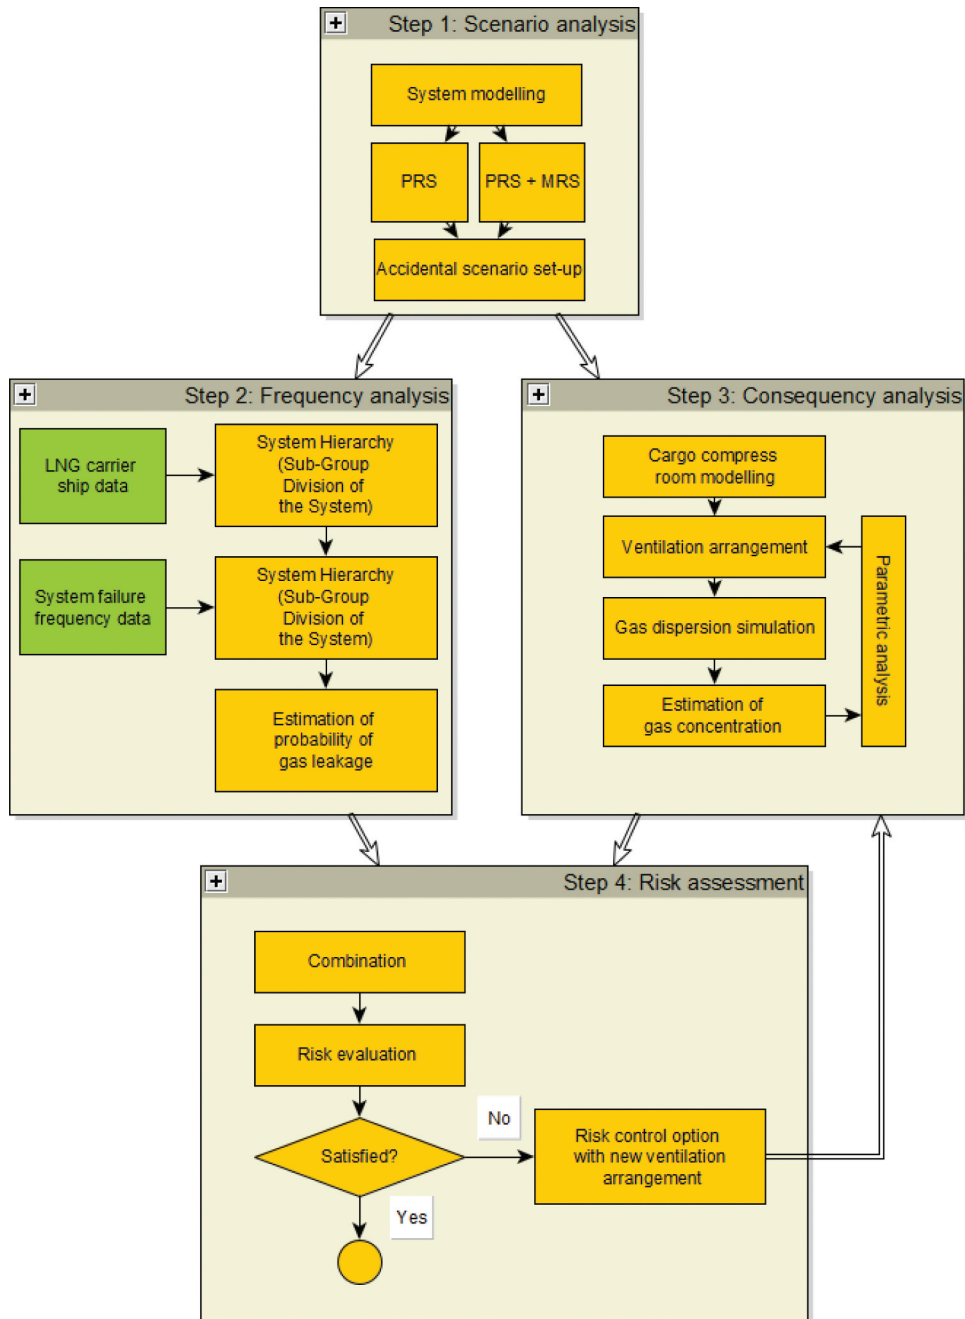 Step 1: Scenario analysis
System modelling
PRS
PRS + MRS
Accidental scenario set-up
Step 2: Frequency analysis
LNG carrier
ship data
System Hierarchy
(Sub-Group
Division of
the System)
System failure
frequency data
System Hierarchy
(Sub-Group
Division of
the System)
Estimation of
probability of
gas leakage
Step 3: Consequency analysis
Cargo compress
room modelling
Ventilation arrangement
Gas dispersion simulation
Estimation of
gas concentration
Parametric analysis
Step 4: Risk assessment
Combination
Risk evaluation
Satisfied?
No
Yes
Risk control option
with new ventilation
arrangement